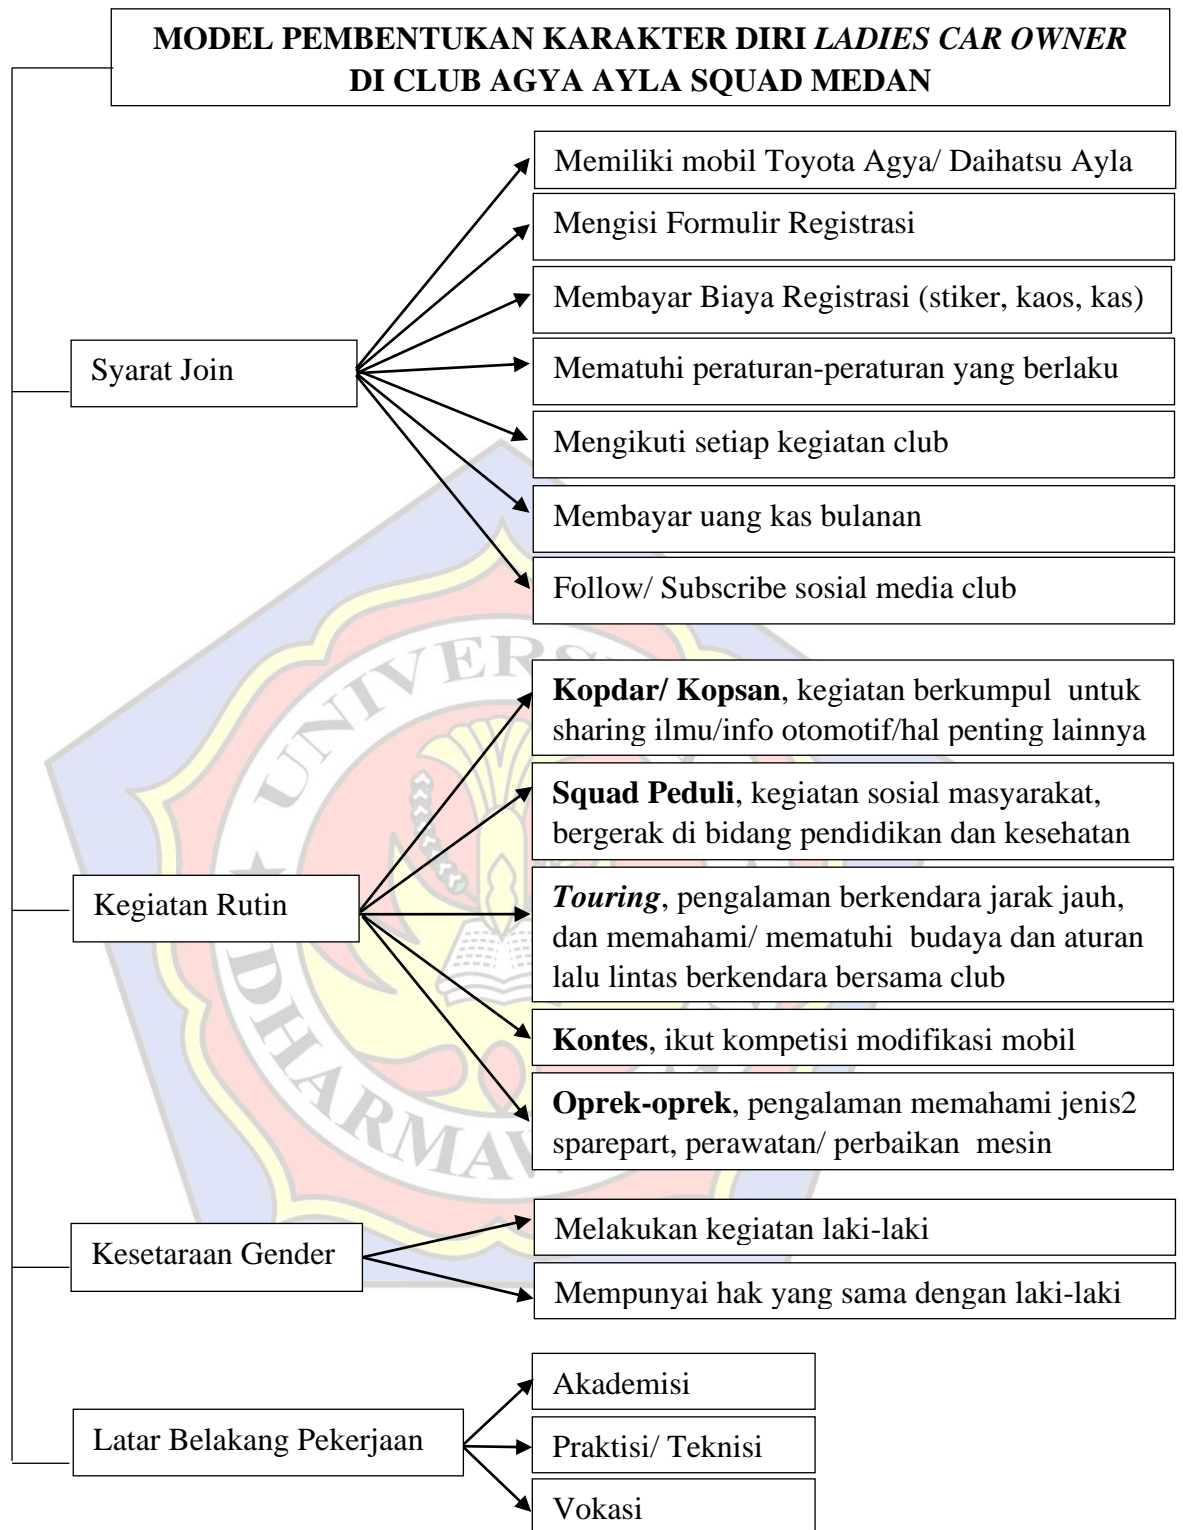 MODEL PEMBENTUKAN KARAKTER DIRI LADIES CAR OWNER
DI CLUB AGYA AYLA SQUAD MEDAN
Syarat Join
Memiliki mobil Toyota Agya/ Daihatsu Ayla
Mengisi Formulir Registrasi
Membayar Biaya Registrasi (stiker, kaos, kas)
Mematuhi peraturan-peraturan yang berlaku
Mengikuti setiap kegiatan club
Membayar uang kas bulanan
Follow/ Subscribe sosial media club
Kegiatan Rutin
Kopdar/ Kopsan, kegiatan berkumpul untuk
sharing ilmu/info otomotif/hal penting lainnya
Squad Peduli, kegiatan sosial masyarakat,
bergerak di bidang pendidikan dan kesehatan
Touring, pengalaman berkendara jarak jauh,
dan memahami/ mematuhi budaya dan aturan
lalu lintas berkendara bersama club
Kontes, ikut kompetisi modifikasi mobil
Oprek-oprek, pengalaman memahami jenis2
sparepart, perawatan/ perbaikan mesin
Kesetaraan Gender
Melakukan kegiatan laki-laki
Mempunyai hak yang sama dengan laki-laki
Latar Belakang Pekerjaan
Akademisi
Praktisi/ Teknisi
Vokasi